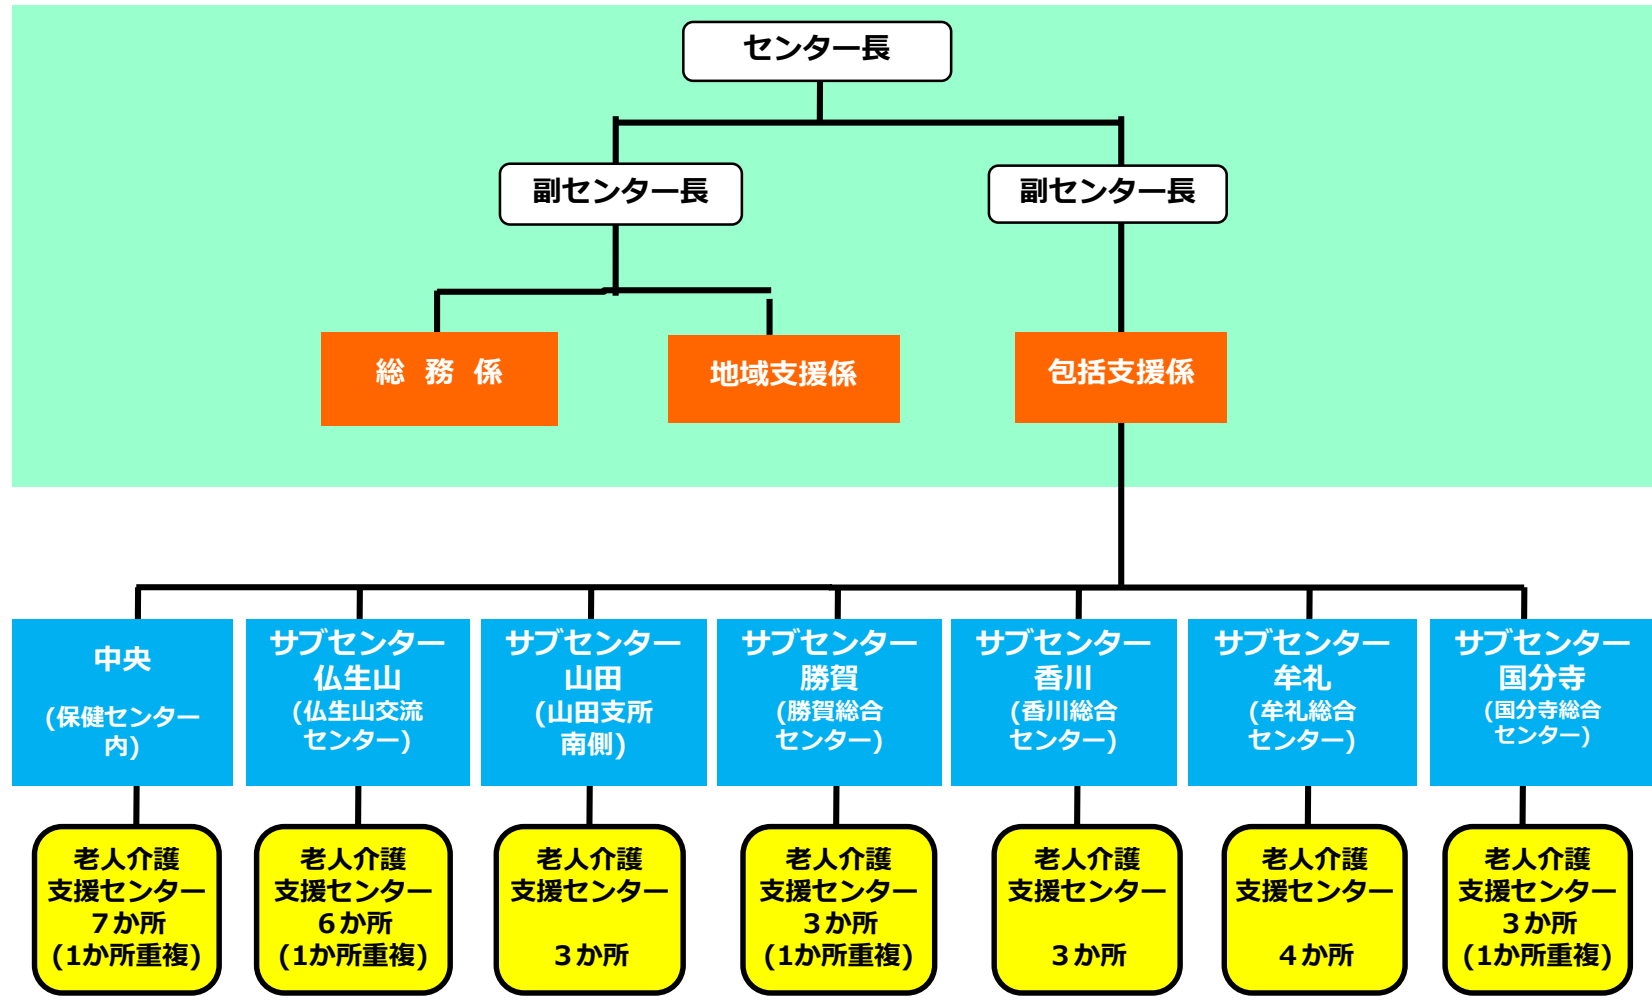 センター長
副センター長
副センター長
総 務 係
地域支援係
包括支援係
中央
(保健センター
内)
サブセンター
仏生山
(仏生山交流
センター)
サブセンター
山田
(山田支所
南側)
サブセンター
勝賀
(勝賀総合
センター)
サブセンター
香川
(香川総合
センター)
サブセンター
牟礼
(牟礼総合
センター)
サブセンター
国分寺
(国分寺総合
センター)
老人介護
支援センター
７か所
(1か所重複)
老人介護
支援センター
６か所
(1か所重複)
老人介護
支援センター
３か所
老人介護
支援センター
３か所
(1か所重複)
老人介護
支援センター
３か所
老人介護
支援センター
４か所
老人介護
支援センター
３か所
(1か所重複)